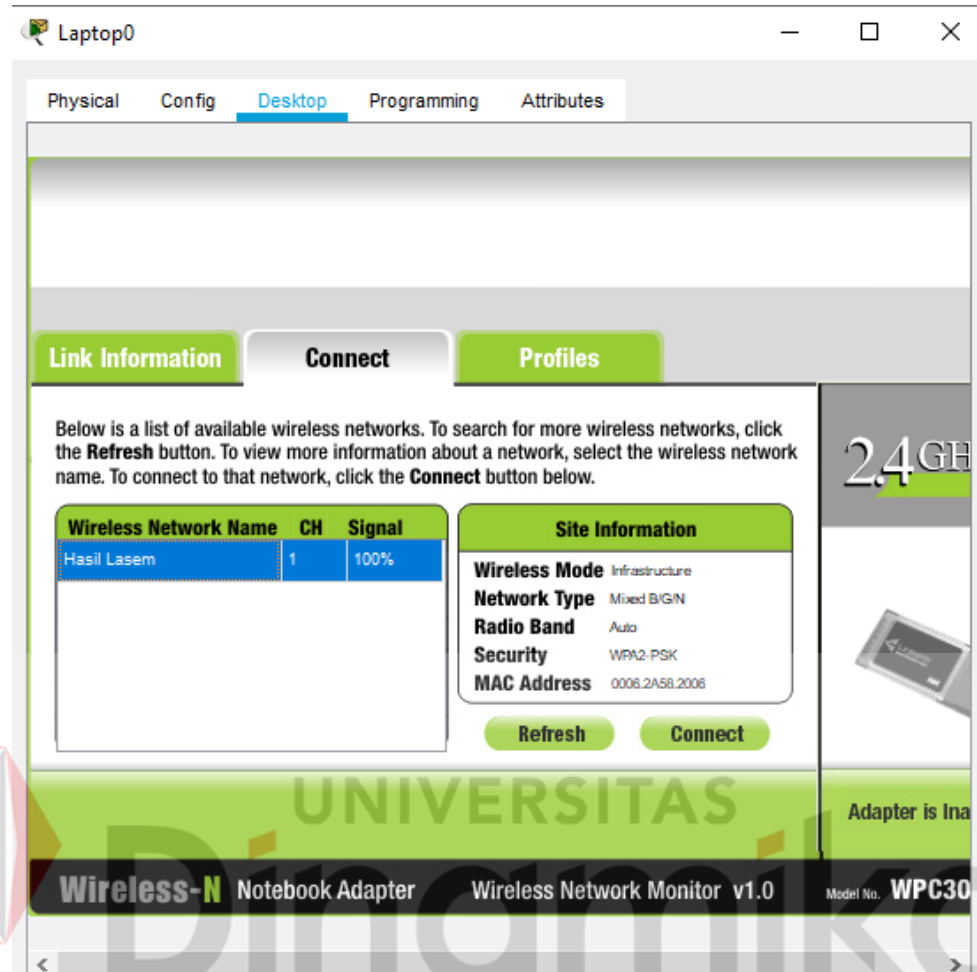 Laptop0
Physical Config Desktop Programming Attributes
Link Information Connect Profiles
Below is a list of available wireless networks. To search for more wireless networks, click
the Refresh button. To view more information about a network, select the wireless network
name. To connect to that network, click the Connect button below.
2.4GH
Wireless Network Name CH Signal
Hasil Lasem 1 100%
Site Information
Wireless Mode Infrastructure
Network Type Mixed B/G/N
Radio Band Auto
Security WPA2-PSK
MAC Address 0006.2A58.2006
Refresh Connect
UNIVERSITAS
Dinamika
Adapter is Ina
Wireless-N Notebook Adapter Wireless Network Monitor v1.0 Model No. WPC30